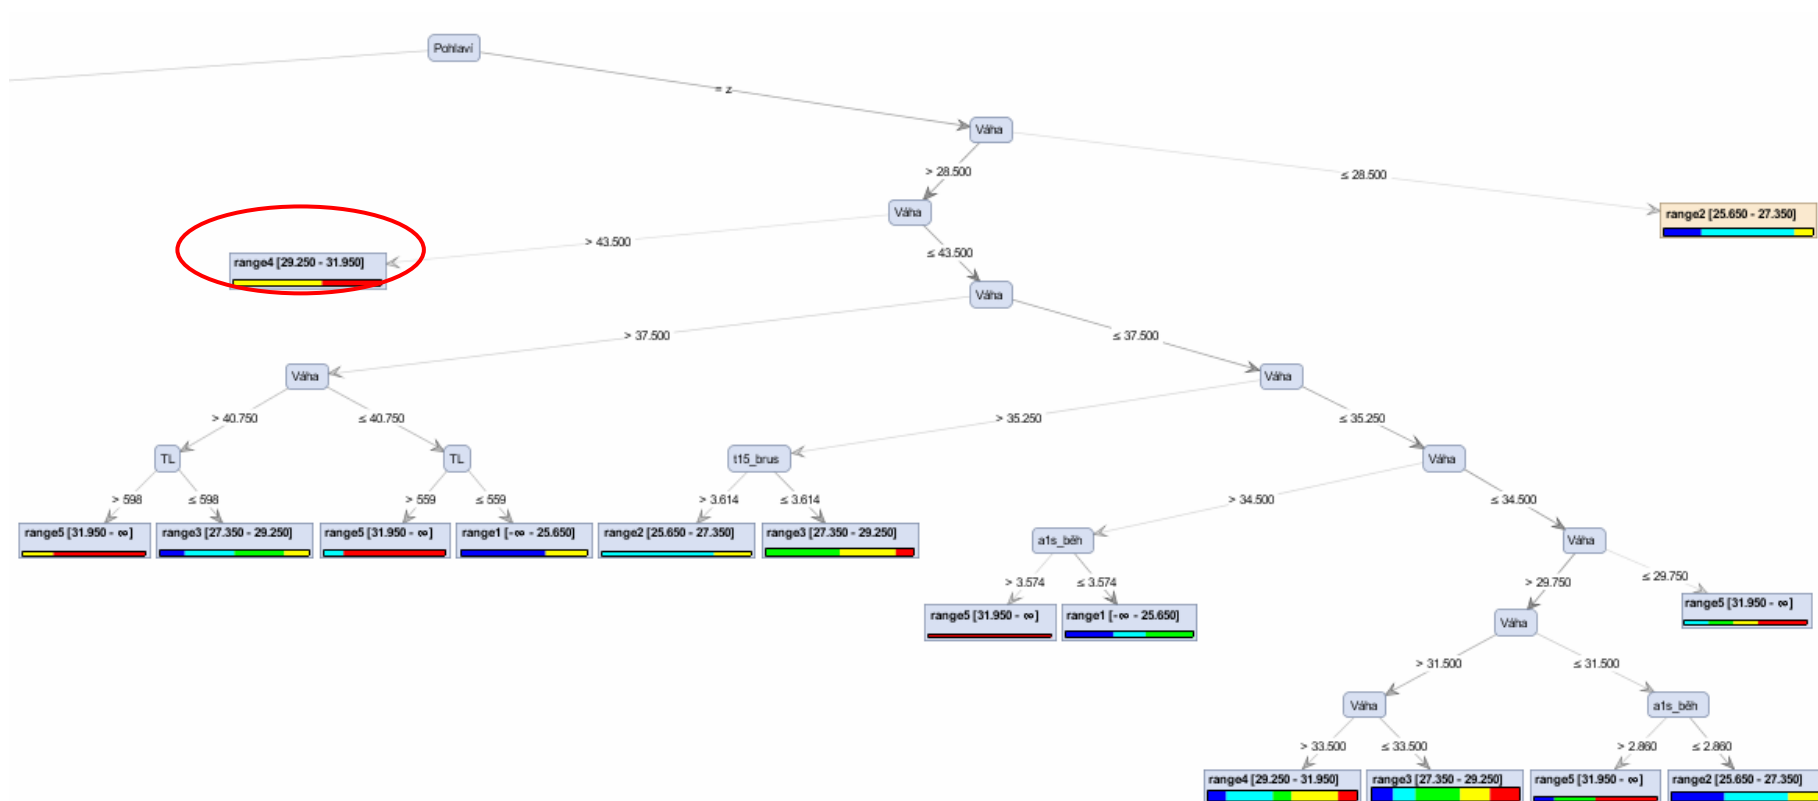 Pohlaví
= z
Váha
> 28.500
≤ 28.500
Váha
range2 [25.650 - 27.350]
> 43.500
≤ 43.500
range4 [29.250 - 31.950]
Váha
> 37.500
≤ 37.500
Váha
Váha
> 40.750
≤ 40.750
> 35.250
≤ 35.250
TL
TL
t15_brus
Váha
> 598
≤ 598
> 559
≤ 559
> 3.614
≤ 3.614
> 34.500
≤ 34.500
range5 [31.950 - ∞]
range3 [27.350 - 29.250]
range5 [31.950 - ∞]
range1 [-∞ - 25.650]
range2 [25.650 - 27.350]
range3 [27.350 - 29.250]
a1s_běh
Váha
> 3.574
≤ 3.574
> 29.750
≤ 29.750
range5 [31.950 - ∞]
range1 [-∞ - 25.650]
Váha
range5 [31.950 - ∞]
> 31.500
≤ 31.500
Váha
a1s_běh
> 33.500
≤ 33.500
> 2.860
≤ 2.860
range4 [29.250 - 31.950]
range3 [27.350 - 29.250]
range5 [31.950 - ∞]
range2 [25.650 - 27.350]